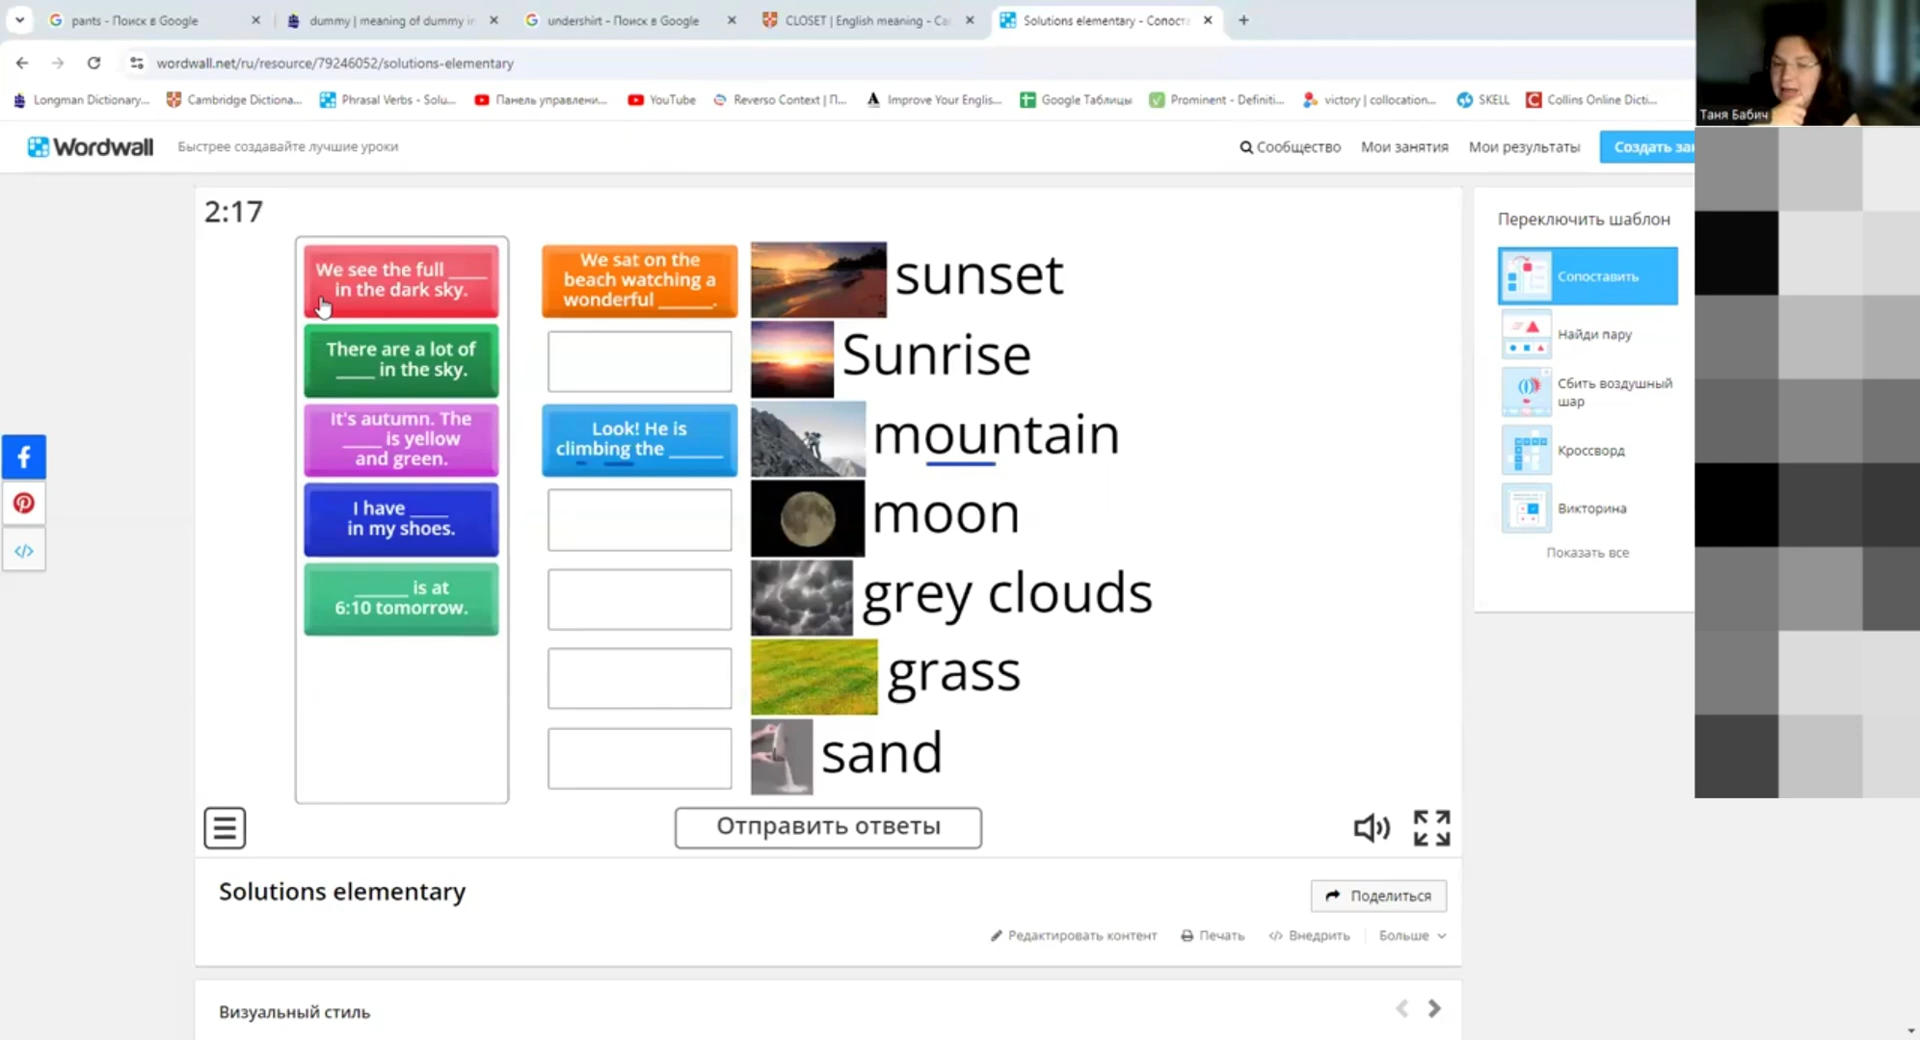 pants - Поиск в Google
dummy | meaning of dummy in
undershirt - Поиск в Google
CLOSET | English meaning - Ca
Solutions elementary - Сопост
wordwall.net/ru/resource/79246052/solutions-elementary
Longman Dictionary...
Cambridge Dictiona...
Phrasal Verbs - Solu...
Панель управлени...
YouTube
Reverso Context | П...
Improve Your Englis...
Google Таблицы
Prominent - Definiti...
victory | collocation...
SKELL
Collins Online Dicti...
Таня Бабич
Wordwall
Быстрее создавайте лучшие уроки
Сообщество
Мои занятия
Мои результаты
Создать зан
2:17
We see the full ____
in the dark sky.
There are a lot of
____ in the sky.
It's autumn. The
____ is yellow
and green.
I have ____
in my shoes.
______ is at
6:10 tomorrow.
We sat on the
beach watching a
wonderful ______.
Look! He is
climbing the ______
sunset
Sunrise
mountain
moon
grey clouds
grass
sand
Отправить ответы
Переключить шаблон
Сопоставить
Найди пару
Сбить воздушный
шар
Кроссворд
Викторина
Показать все
Solutions elementary
Поделиться
Редактировать контент
Печать
Внедрить
Больше
Визуальный стиль